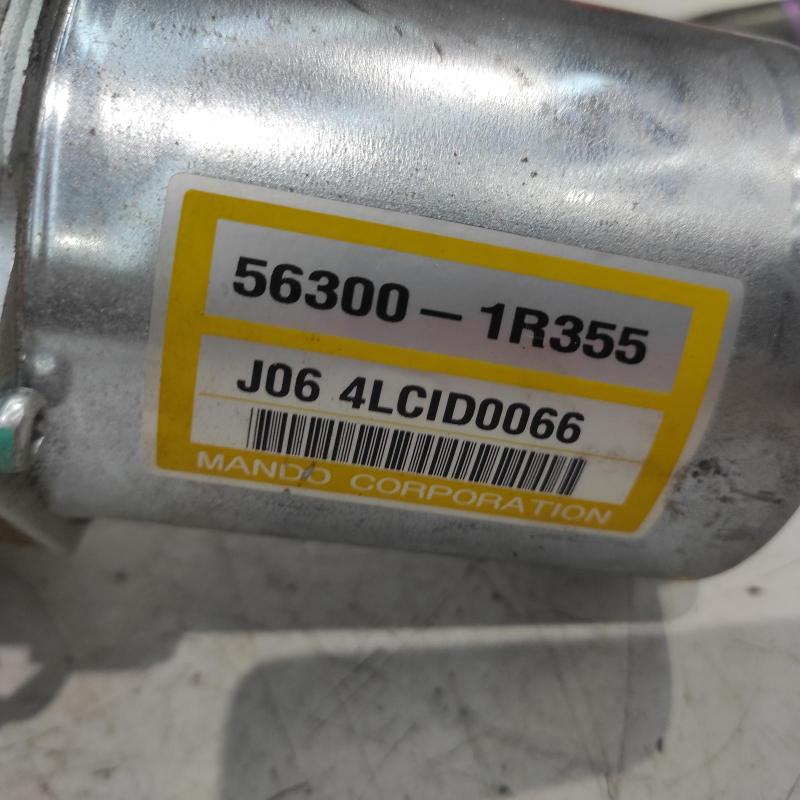 56300-1R355
J06 4LCID0066
MANDO CORPORATION